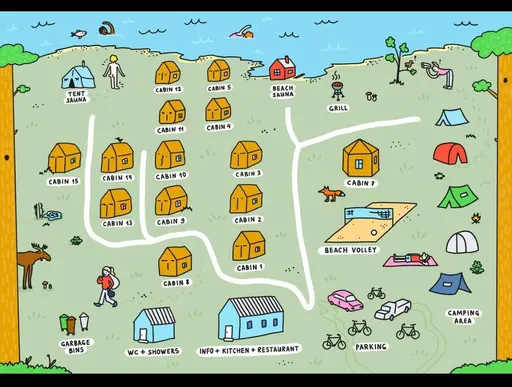 CABIN 12
CABIN 5
TENT
SAUNA
BEACH
SAUNA
GRILL
CABIN 11
CABIN 4
CABIN 15
CABIN 14
CABIN 10
CABIN 3
CABIN 7
CABIN 13
CABIN 9
CABIN 2
BEACH VOLLEY
CABIN 8
CABIN 1
CAMPING
AREA
GARBAGE
BINS
WC + SHOWERS
INFO + KITCHEN + RESTAURANT
PARKING